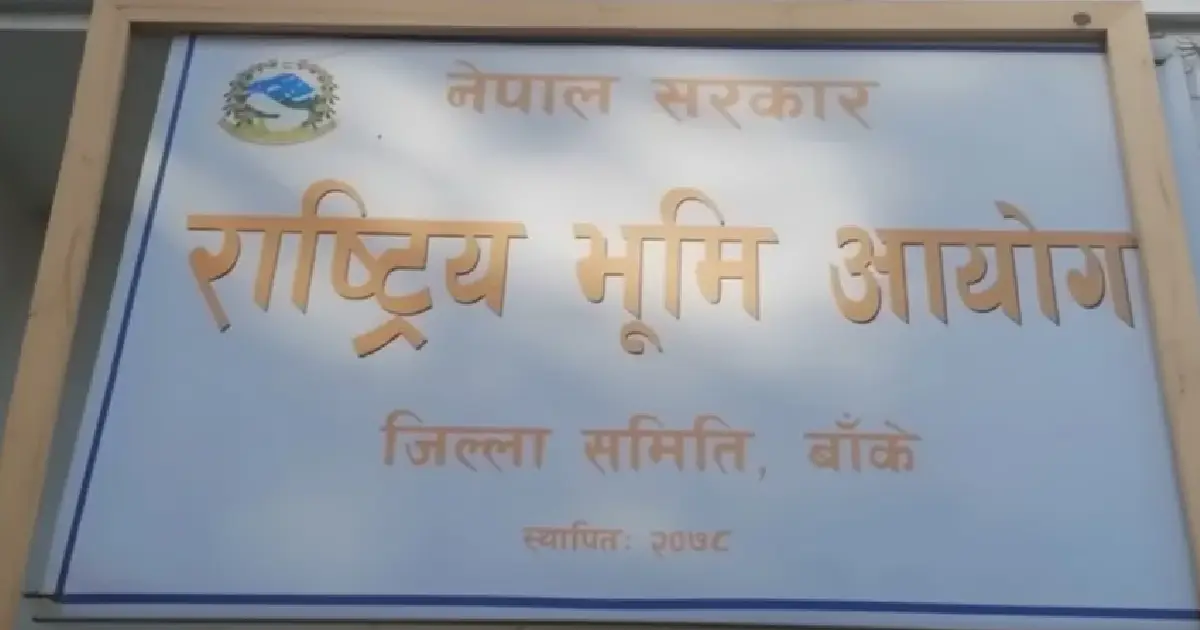 नेपाल सरकार
राष्ट्रिय भूमि आयोग
जिल्ला समिति, बाँके
स्थापितः २०७८